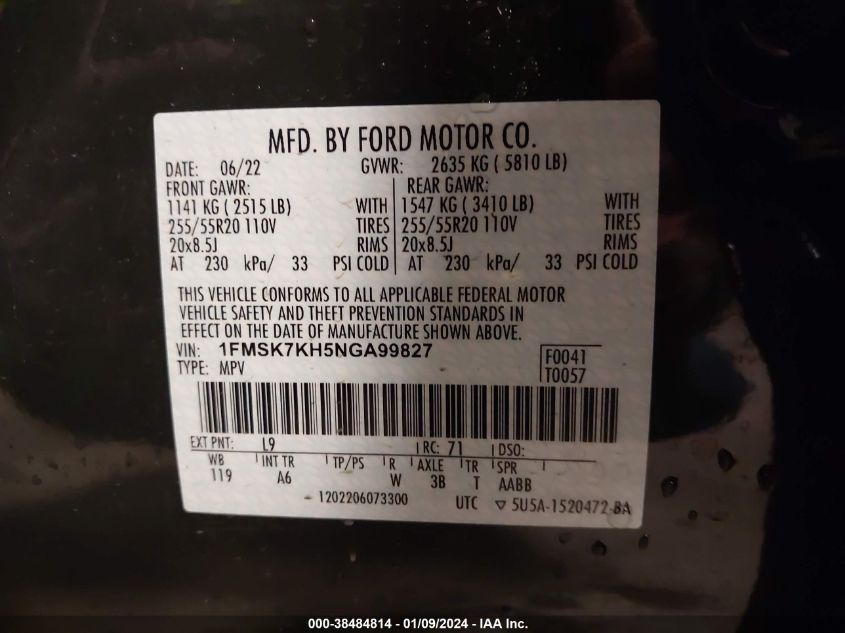 MFD. BY FORD MOTOR CO.
DATE: 06/22 GVWR: 2635 KG ( 5810 LB)
FRONT GAWR: REAR GAWR:
1141 KG ( 2515 LB) WITH 1547 KG ( 3410 LB) WITH
255/55R20 110V TIRES 255/55R20 110V TIRES
20x8.5J RIMS 20x8.5J RIMS
AT 230 kPa/ 33 PSI COLD AT 230 kPa/ 33 PSI COLD
THIS VEHICLE CONFORMS TO ALL APPLICABLE FEDERAL MOTOR
VEHICLE SAFETY AND THEFT PREVENTION STANDARDS IN
EFFECT ON THE DATE OF MANUFACTURE SHOWN ABOVE.
VIN: 1FMSK7KH5NGA99827 F0041
TYPE: MPV T0057
EXT PNT: L9 RC: 71 DSO:
WB INT TR TP/PS R AXLE TR SPR
119 A6 W 3B T AABB
1202206073300 UTC ▽ 5U5A-1520472-BA
000-38484814 - 01/09/2024 - IAA Inc.